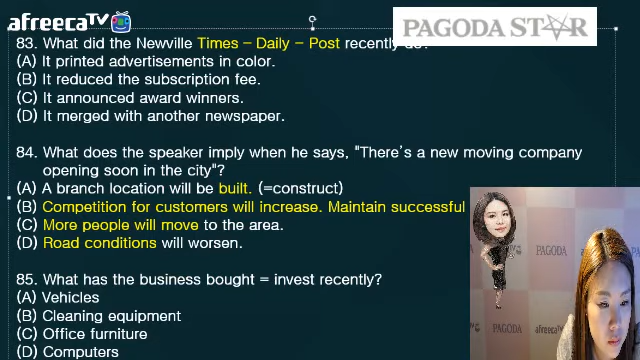 afreecaTV
PAGODA STAR
83. What did the Newville Times - Daily - Post recently do?
(A) It printed advertisements in color.
(B) It reduced the subscription fee.
(C) It announced award winners.
(D) It merged with another newspaper.
84. What does the speaker imply when he says, "There's a new moving company
opening soon in the city"?
(A) A branch location will be built. (=construct)
(B) Competition for customers will increase. Maintain successful
(C) More people will move to the area.
(D) Road conditions will worsen.
85. What has the business bought = invest recently?
(A) Vehicles
(B) Cleaning equipment
(C) Office furniture
(D) Computers
PAGODA
PAGODA
afreecaTV
PAGODA
afreecaTV